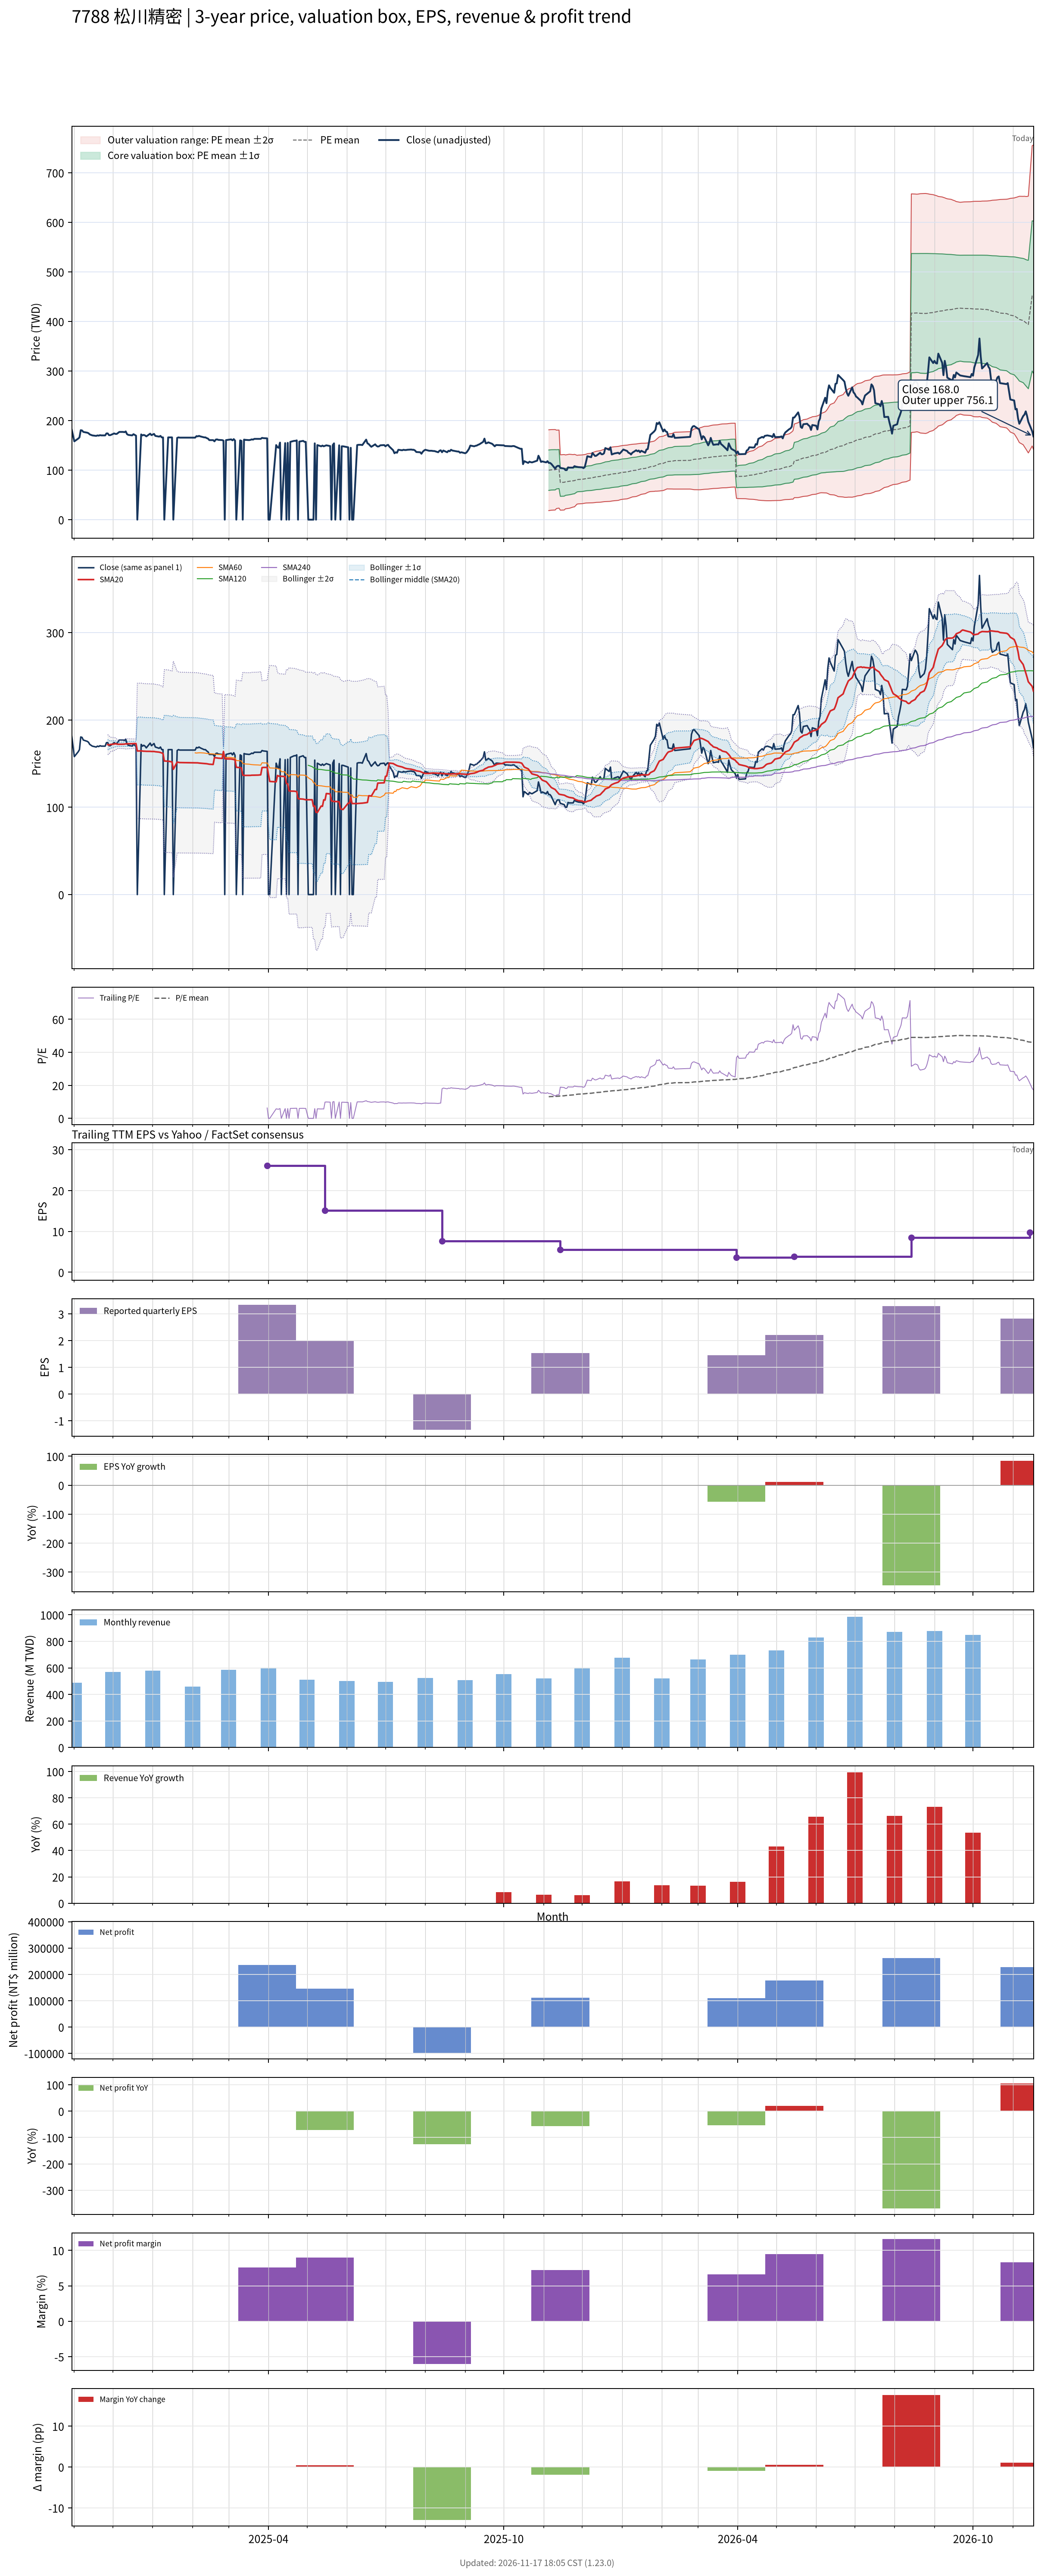 7788 松川精密 | 3-year price, valuation box, EPS, revenue & profit trend
Outer valuation range: PE mean ±2σ
PE mean
Close (unadjusted)
Core valuation box: PE mean ±1σ
Today
700
600
500
400
300
200
100
0
Price (TWD)
Close 168.0
Outer upper 756.1
Close (same as panel 1)
SMA20
SMA60
SMA120
SMA240
Bollinger ±2σ
Bollinger ±1σ
Bollinger middle (SMA20)
300
200
100
0
Price
Trailing P/E
P/E mean
60
40
20
0
P/E
Trailing TTM EPS vs Yahoo / FactSet consensus
Today
30
20
10
0
EPS
Reported quarterly EPS
3
2
1
0
-1
EPS
EPS YoY growth
100
0
-100
-200
-300
YoY (%)
Monthly revenue
1000
800
600
400
200
0
Revenue (M TWD)
Revenue YoY growth
100
80
60
40
20
0
YoY (%)
Month
Net profit
400000
300000
200000
100000
0
-100000
Net profit (NT$ million)
Net profit YoY
100
0
-100
-200
-300
YoY (%)
Net profit margin
10
5
0
-5
Margin (%)
Margin YoY change
10
0
-10
Δ margin (pp)
2025-04
2025-10
2026-04
2026-10
Updated: 2026-11-17 18:05 CST (1.23.0)